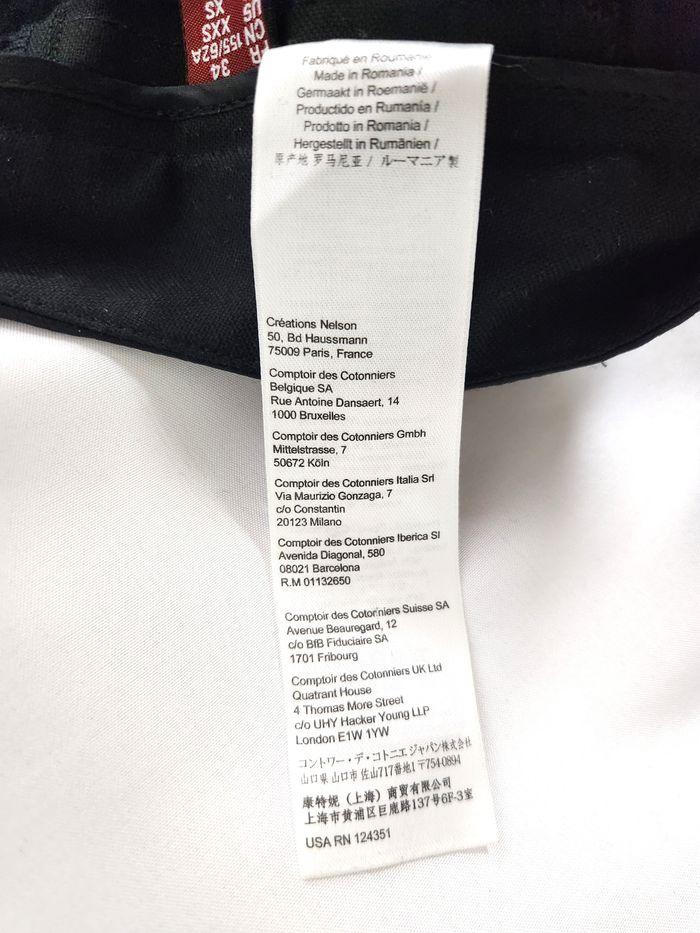 FR 34
CN 155/62A
US XXS
XS
Fabriqué en Roumanie /
Made in Romania /
Germaakt in Roemanië /
Productido en Rumania /
Prodotto in Romania /
Hergestellt in Rumänien /
原产地 罗马尼亚 / ルーマニア製
Créations Nelson
50, Bd Haussmann
75009 Paris, France
Comptoir des Cotonniers
Belgique SA
Rue Antoine Dansaert, 14
1000 Bruxelles
Comptoir des Cotonniers Gmbh
Mittelstrasse, 7
50672 Köln
Comptoir des Cotonniers Italia Srl
Via Maurizio Gonzaga, 7
c/o Constantin
20123 Milano
Comptoir des Cotonniers Iberica Sl
Avenida Diagonal, 580
08021 Barcelona
R.M 01132650
Comptoir des Cotonniers Suisse SA
Avenue Beauregard, 12
c/o BfB Fiduciaire SA
1701 Fribourg
Comptoir des Cotonniers UK Ltd
Quatrant House
4 Thomas More Street
c/o UHY Hacker Young LLP
London E1W 1YW
コントワー・デ・コトニエ ジャパン株式会社
山口県 山口市 佐山717番地1 〒754-0894
康特妮（上海）商贸有限公司
上海市黄浦区巨鹿路137号6F-3室
USA RN 124351